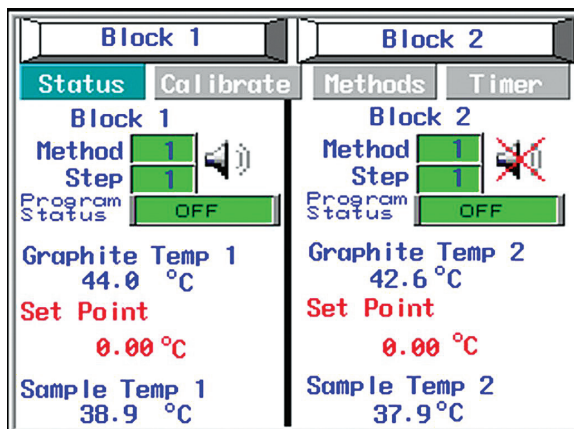 Block 1
Block 2
Status Calibrate Methods Timer
Block 1
Method 1
Step 1
Program
Status OFF
Graphite Temp 1
44.0 °C
Set Point
0.00 °C
Sample Temp 1
38.9 °C
Block 2
Method 1
Step 1
Program
Status OFF
Graphite Temp 2
42.6 °C
Set Point
0.00 °C
Sample Temp 2
37.9 °C